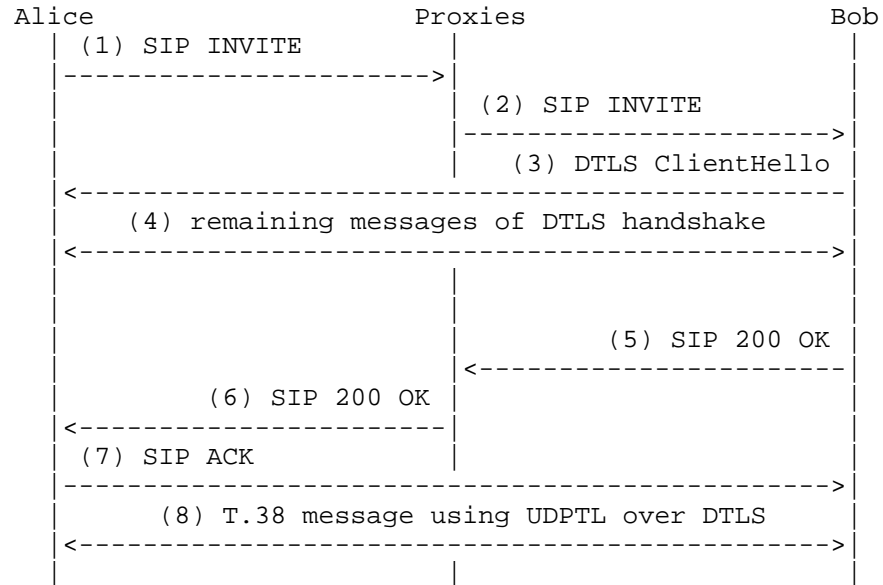 Alice Proxies Bob
(1) SIP INVITE
(2) SIP INVITE
(3) DTLS ClientHello
(4) remaining messages of DTLS handshake
(5) SIP 200 OK
(6) SIP 200 OK
(7) SIP ACK
(8) T.38 message using UDPTL over DTLS